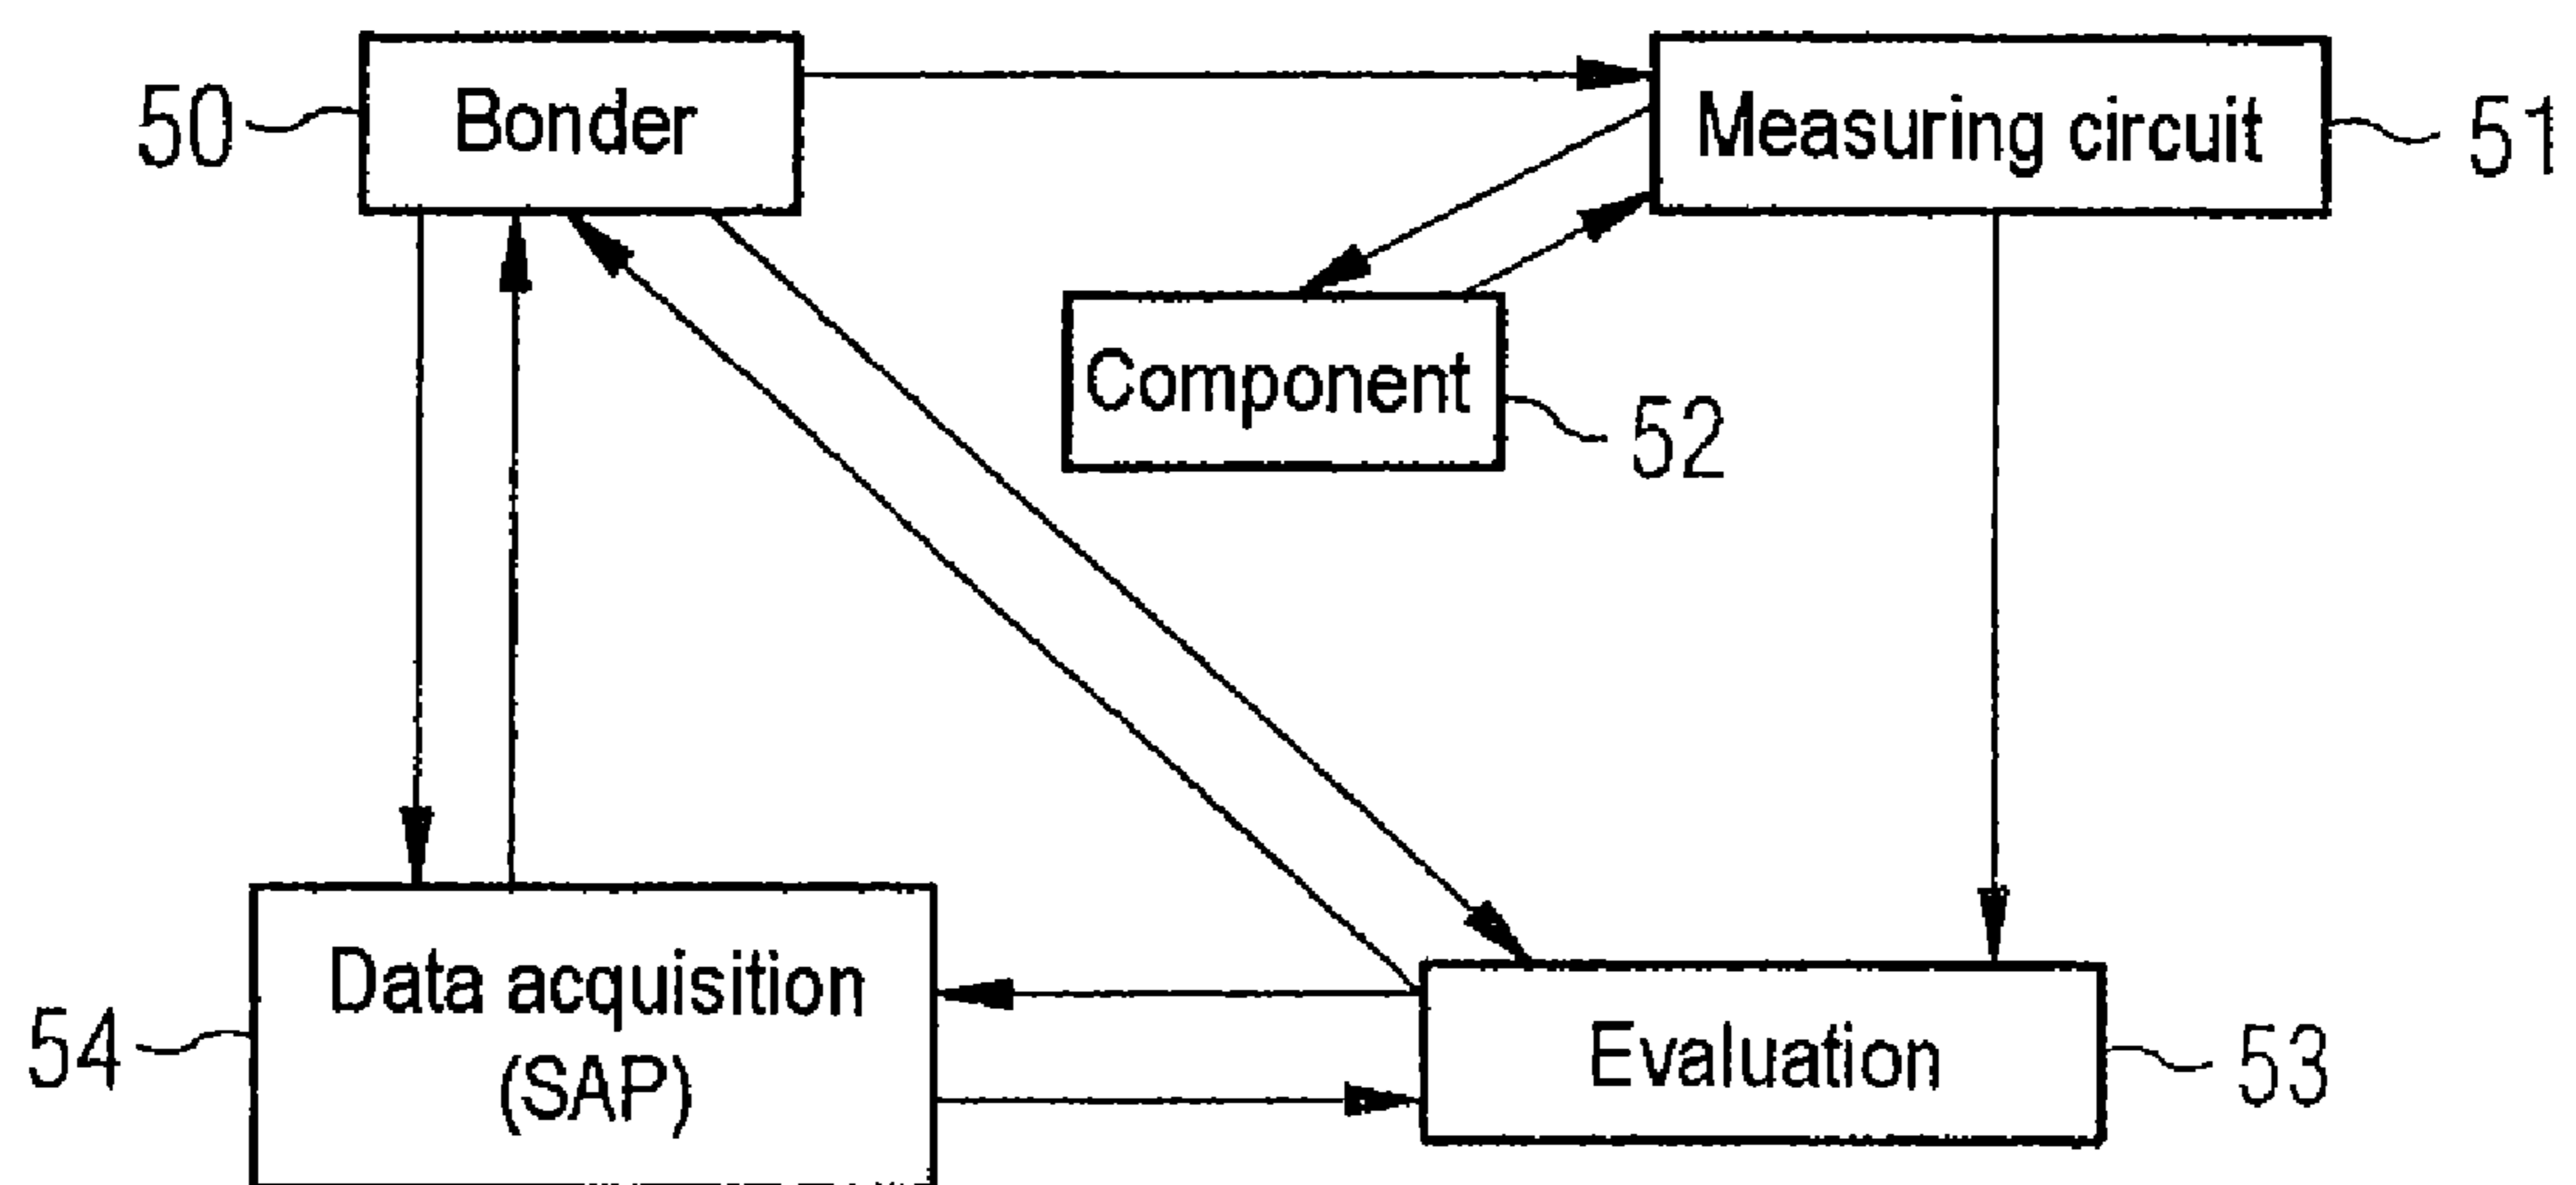 50
Bonder
Measuring circuit
51
Component
52
Data acquisition
(SAP)
54
Evaluation
53